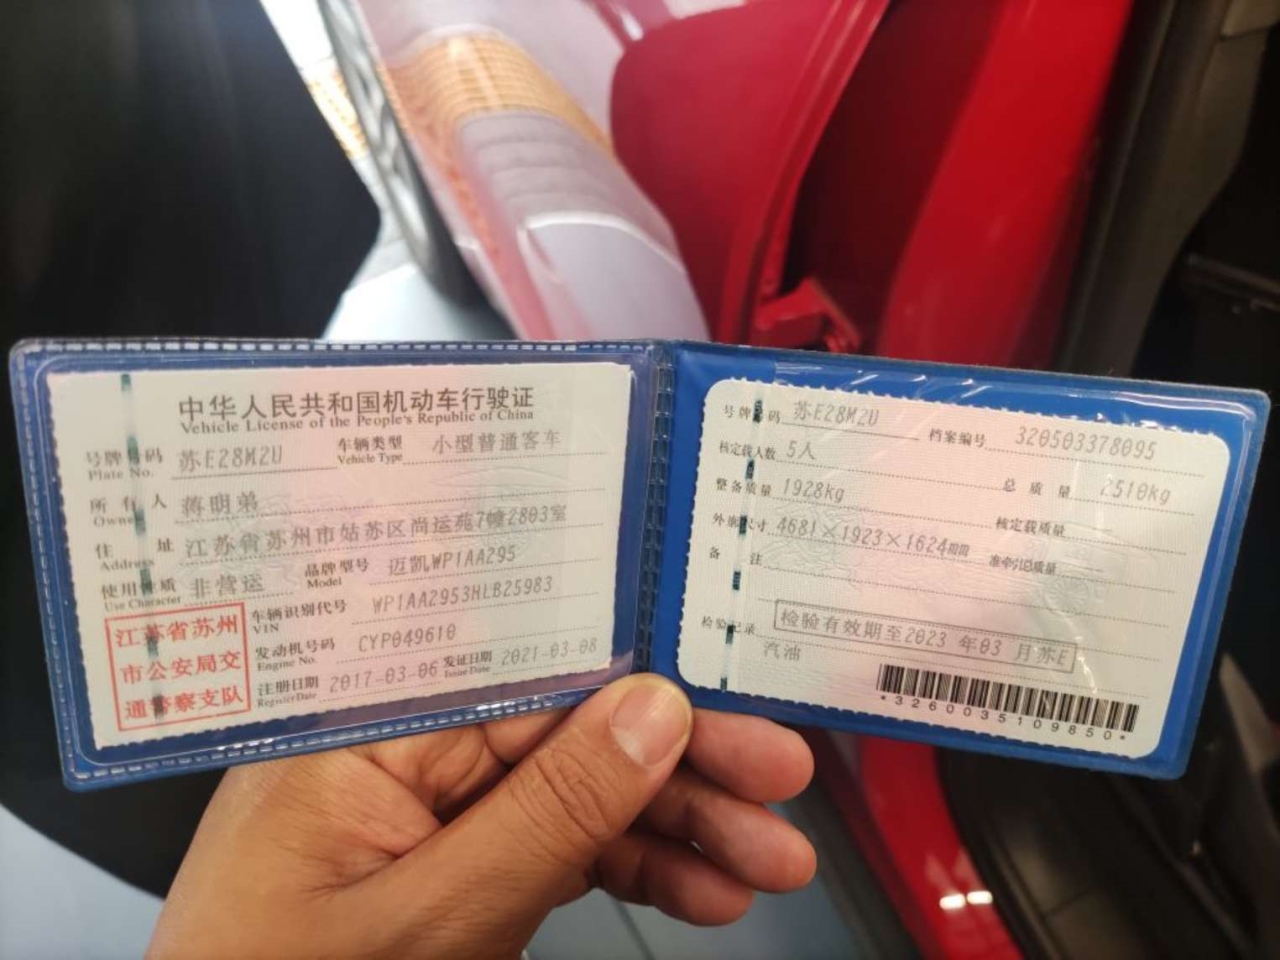 中华人民共和国机动车行驶证
Vehicle License of the People's Republic of China
号牌号码 苏E28M2U 车辆类型 小型普通客车
Plate No. Vehicle Type
所有人 蒋明弟
Owner
住址 江苏省苏州市姑苏区尚运苑7幢2803室
Address
使用性质 非营运 品牌型号 迈凯WP1AA295
Use Character Model
江苏省苏州
市公安局交
通警察支队
车辆识别代号 WP1AA2953HLB25983
VIN
发动机号码 CYP049610
Engine No.
注册日期 2017-03-06 发证日期 2021-03-08
Register Date Issue Date
号牌号码 苏E28M2U 档案编号 320503378095
核定载人数 5人 总质量 2510kg
整备质量 1928kg 核定载质量
外廓尺寸 4681×1923×1624mm 准牵引总质量
备注
检验有效期至2023 年03 月苏E
检验记录
汽油
*3260035109850*